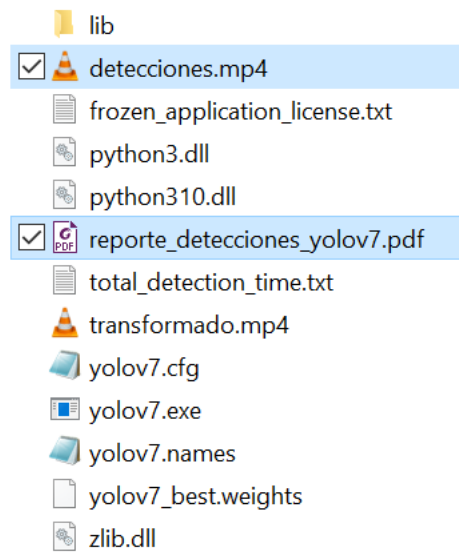 lib
detecciones.mp4
frozen_application_license.txt
python3.dll
python310.dll
PDF reporte_detecciones_yolov7.pdf
total_detection_time.txt
transformado.mp4
yolov7.cfg
yolov7.exe
yolov7.names
yolov7_best.weights
zlib.dll